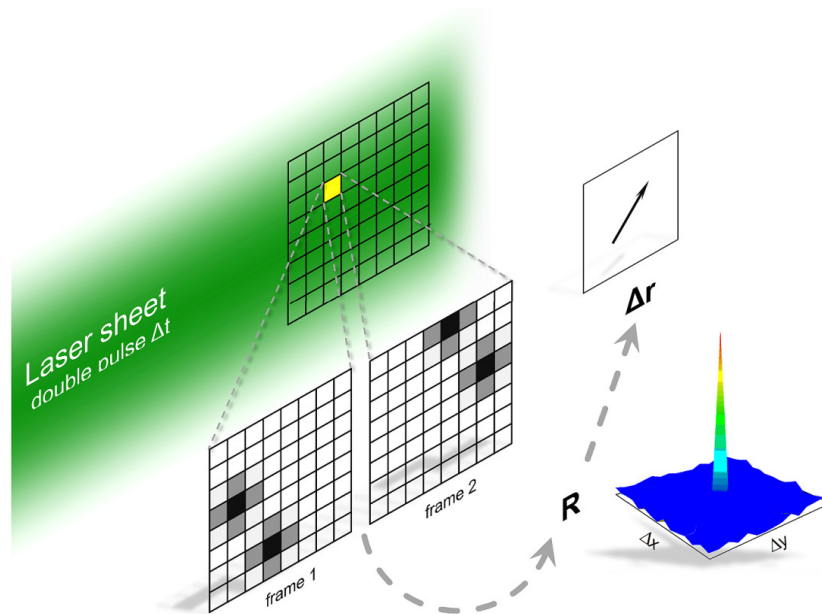 Laser sheet
double pulse Δt
frame 1
frame 2
R
Δr
Δx
Δy